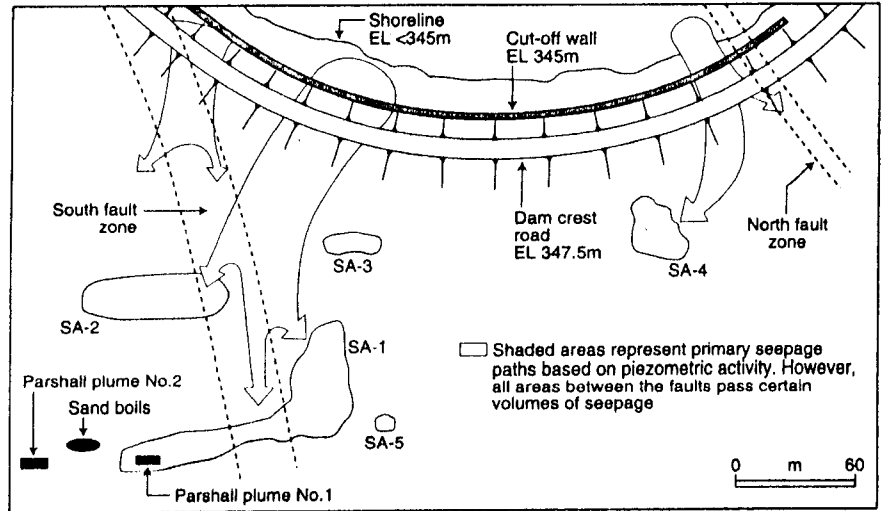 Shoreline
EL <345m
Cut-off wall
EL 345m
South fault
zone
Dam crest
road
EL 347.5m
North fault
zone
SA-3
SA-4
SA-2
SA-1
Shaded areas represent primary seepage
paths based on piezometric activity. However,
all areas between the faults pass certain
volumes of seepage
Parshall plume No.2
Sand boils
SA-5
0 m 60
Parshall plume No.1